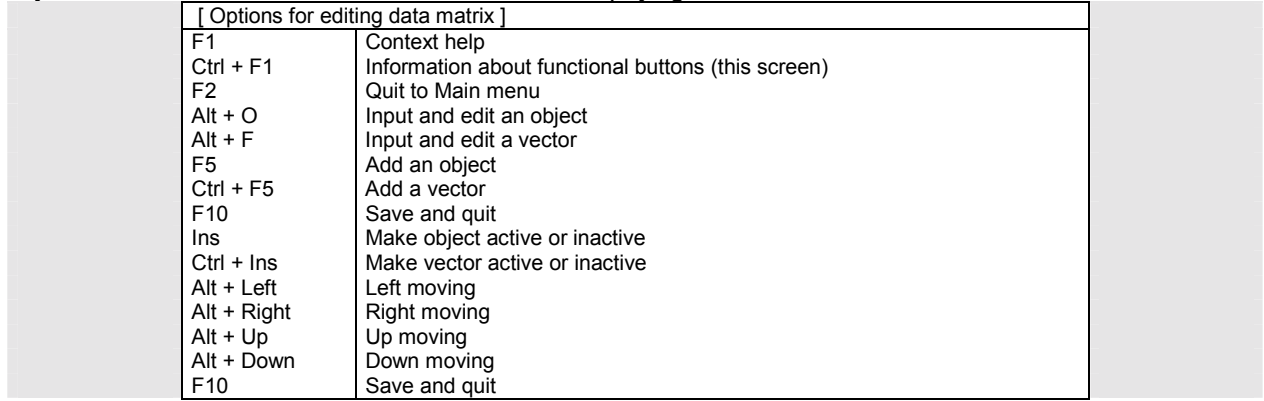 [ Options for editing data matrix ]
F1 Context help
Ctrl + F1 Information about functional buttons (this screen)
F2 Quit to Main menu
Alt + O Input and edit an object
Alt + F Input and edit a vector
F5 Add an object
Ctrl + F5 Add a vector
F10 Save and quit
Ins Make object active or inactive
Ctrl + Ins Make vector active or inactive
Alt + Left Left moving
Alt + Right Right moving
Alt + Up Up moving
Alt + Down Down moving
F10 Save and quit